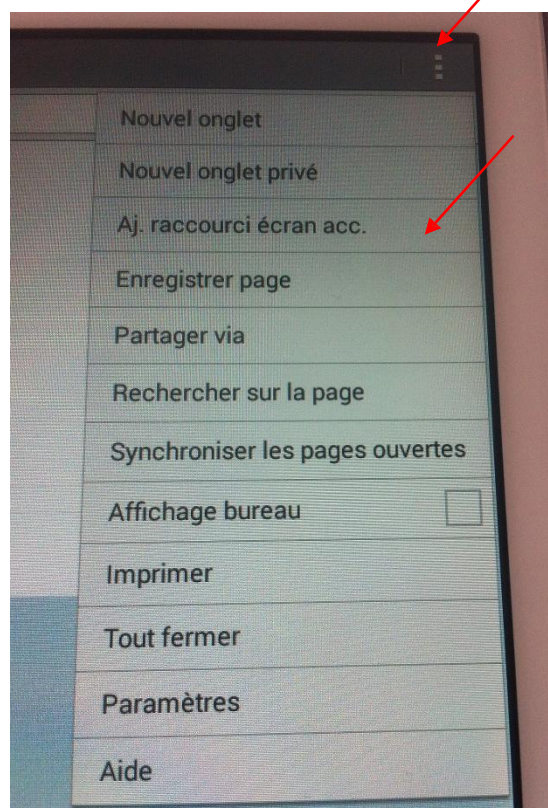 Nouvel onglet
Nouvel onglet privé
Aj. raccourci écran acc.
Enregistrer page
Partager via
Rechercher sur la page
Synchroniser les pages ouvertes
Affichage bureau
Imprimer
Tout fermer
Paramètres
Aide